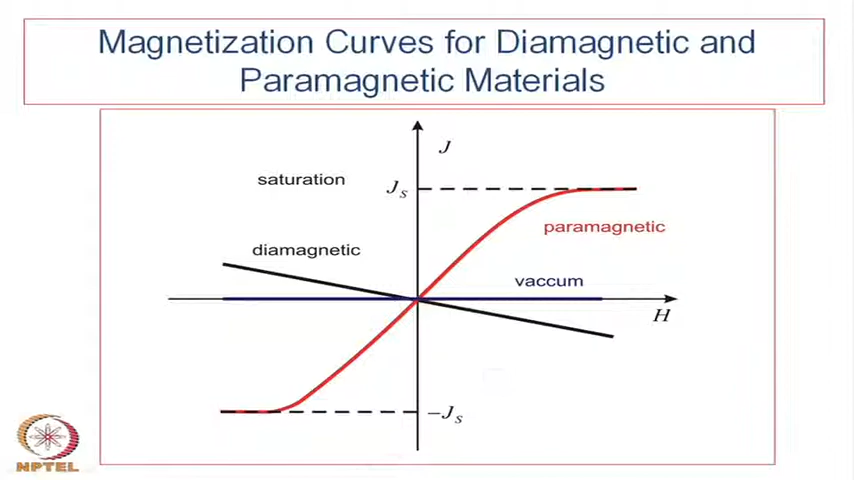 Magnetization Curves for Diamagnetic and
Paramagnetic Materials
J
saturation
J_S
paramagnetic
diamagnetic
vaccum
H
–J_S
NPTEL